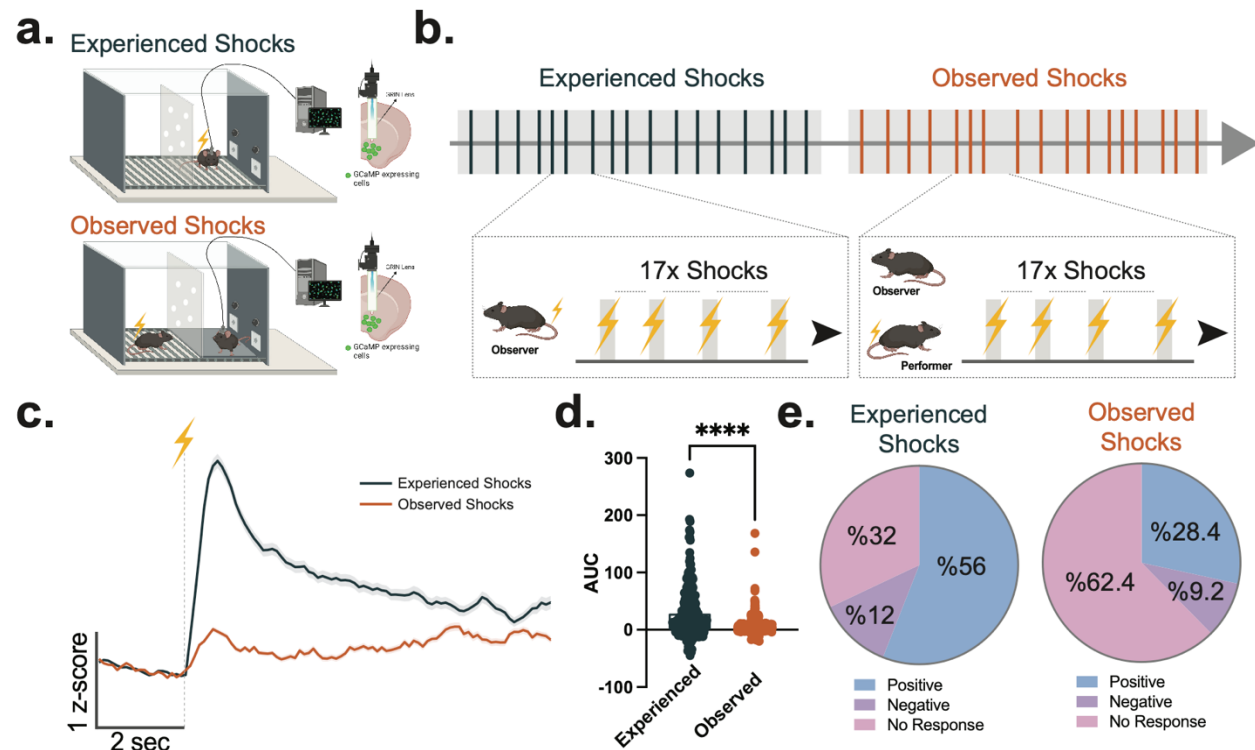 a.
Experienced Shocks
GRIN Lens
GCaMP expressing
cells
Observed Shocks
GRIN Lens
GCaMP expressing
cells
b.
Experienced Shocks
Observed Shocks
17x Shocks
Observer
17x Shocks
Observer
Performer
c.
Experienced Shocks
Observed Shocks
1 z-score
2 sec
d.
****
300
200
100
0
-100
AUC
Experienced
Observed
e.
Experienced
Shocks
%32
%56
%12
Positive
Negative
No Response
Observed
Shocks
%28.4
%62.4
%9.2
Positive
Negative
No Response